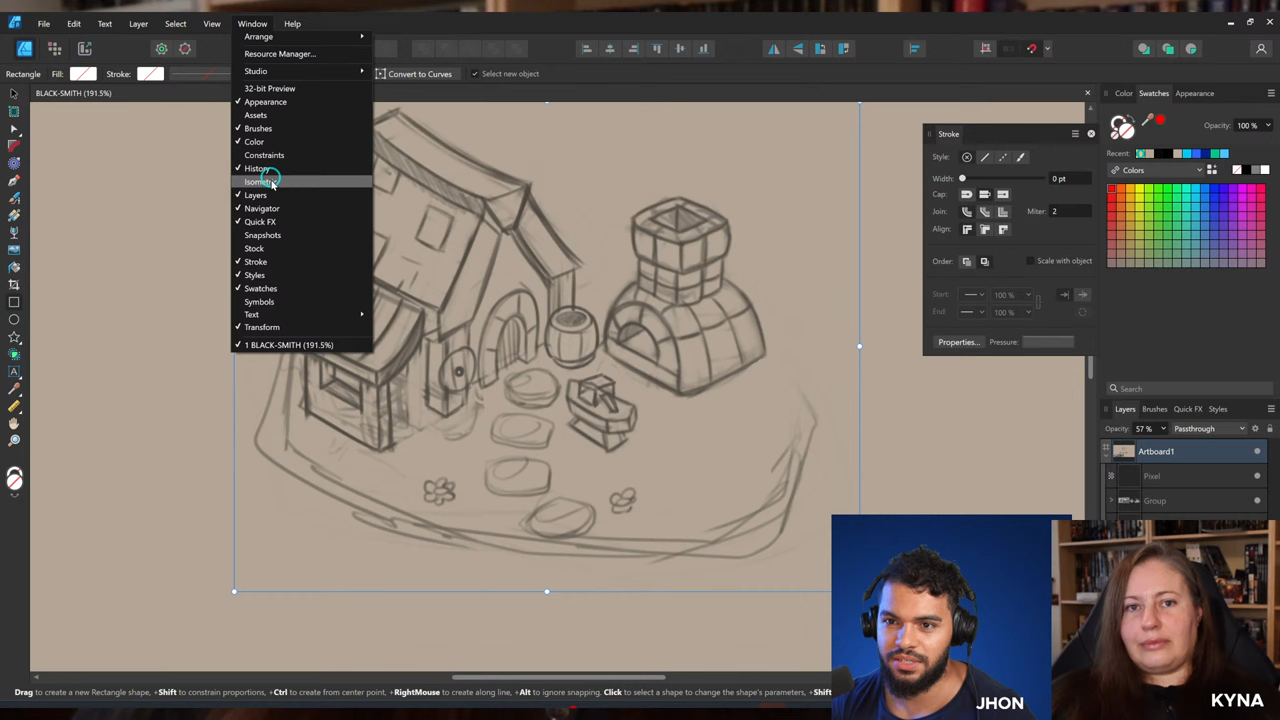 File Edit Text Layer Select View Window Help
Arrange
Resource Manager...
Studio
32-bit Preview
Appearance
Assets
Brushes
Color
Constraints
History
Isometric
Layers
Navigator
Quick FX
Snapshots
Stock
Stroke
Styles
Swatches
Symbols
Text
Transform
1 BLACK-SMITH (191.5%)
Rectangle Fill: Stroke: Convert to Curves Select new object
BLACK-SMITH (191.5%)
Stroke
Style:
Width: 0 pt
Cap:
Join: Miter: 2
Align:
Order: Scale with object
Start: 100 %
End: 100 %
Properties... Pressure:
Color Swatches Appearance
Opacity: 100 %
Recent:
Colors
Search
Layers Brushes Quick FX Styles
Opacity: 57 % Passthrough
Artboard1
Pixel
Group
JHON
KYNA
Drag to create a new Rectangle shape, +Shift to constrain proportions, +Ctrl to create from center point, +RightMouse to create along line, +Alt to ignore snapping. Click to select a shape to change the shape's parameters, +Shift